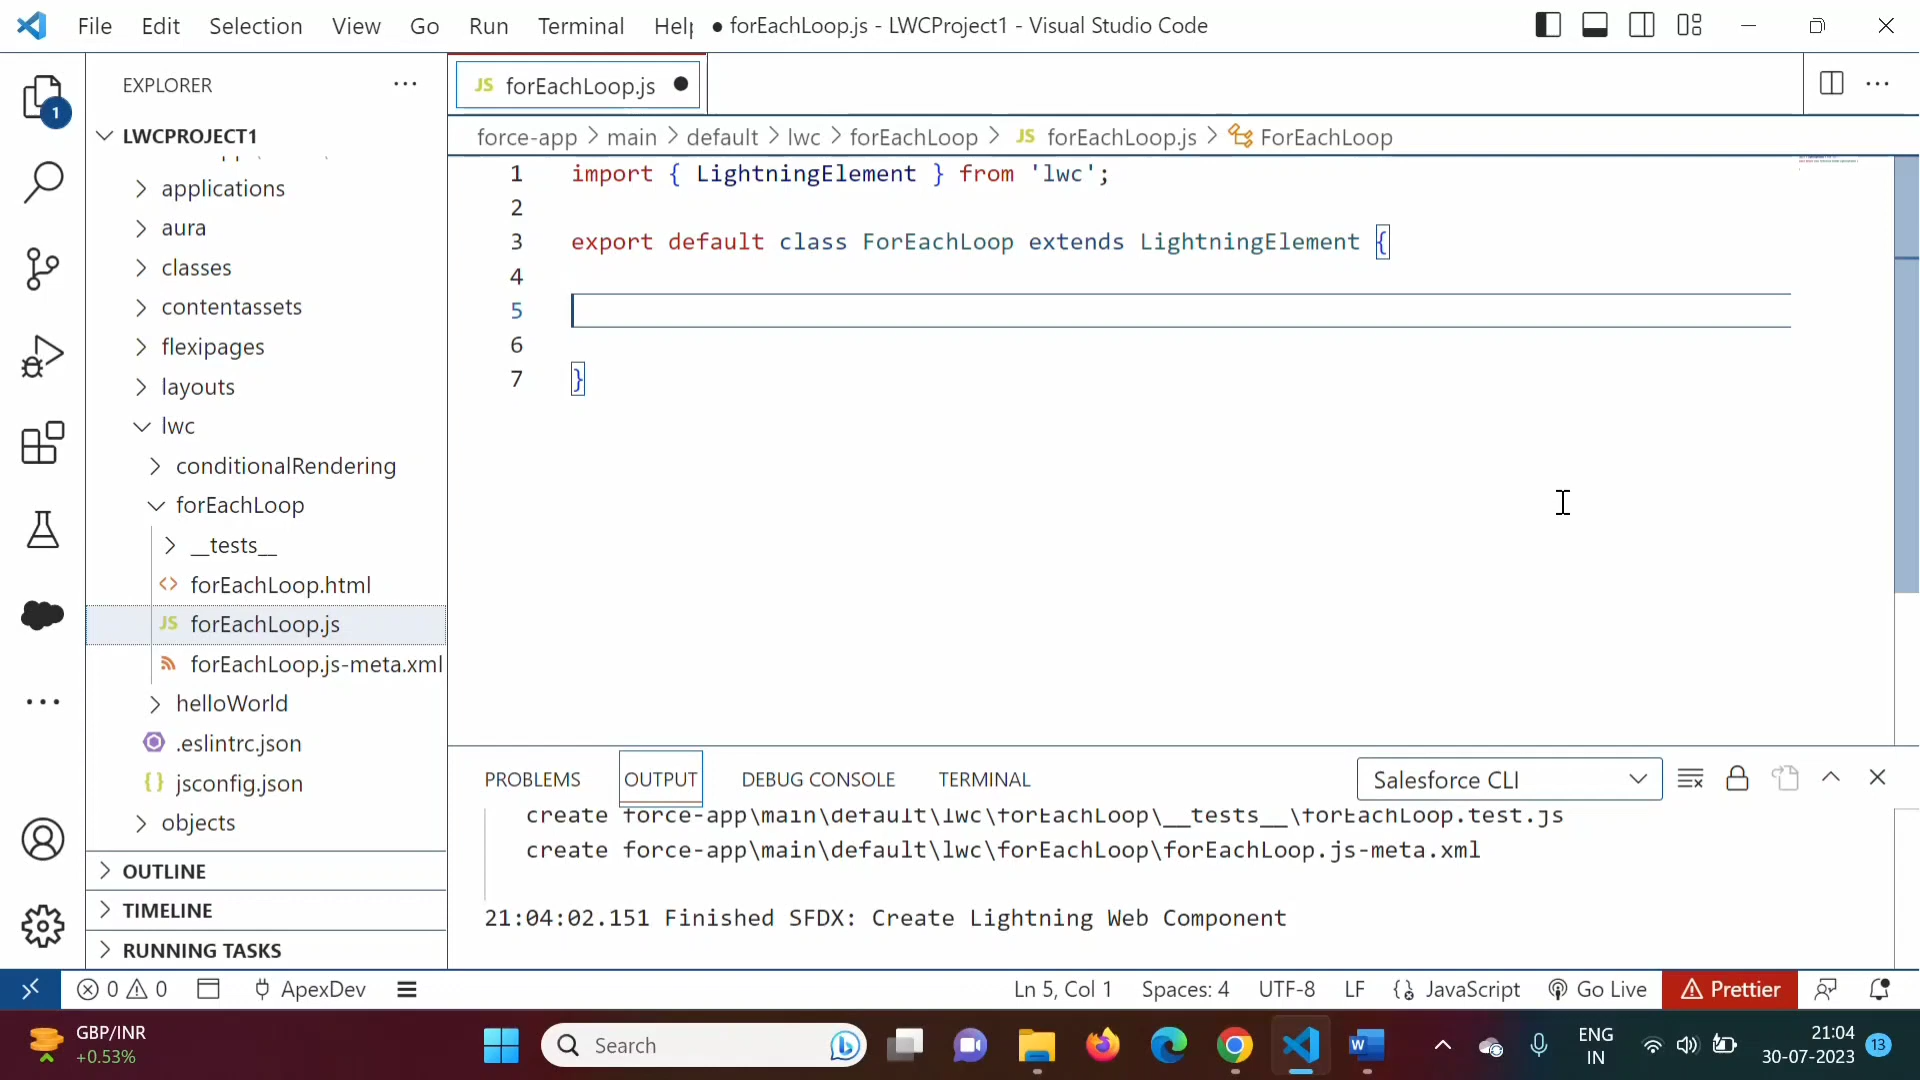 File Edit Selection View Go Run Terminal Help
● forEachLoop.js - LWCProject1 - Visual Studio Code
EXPLORER
1
LWCPROJECT1
applications
aura
classes
contentassets
flexipages
layouts
lwc
conditionalRendering
forEachLoop
__tests__
<> forEachLoop.html
JS forEachLoop.js
forEachLoop.js-meta.xml
helloWorld
.eslintrc.json
{} jsconfig.json
objects
OUTLINE
TIMELINE
RUNNING TASKS
JS forEachLoop.js ●
force-app > main > default > lwc > forEachLoop > JS forEachLoop.js > ForEachLoop
1 import { LightningElement } from 'lwc';
2
3 export default class ForEachLoop extends LightningElement {
4
5
6
7 }
PROBLEMS OUTPUT DEBUG CONSOLE TERMINAL Salesforce CLI
create force-app\main\default\lwc\forEachLoop\__tests__\forEachLoop.test.js
create force-app\main\default\lwc\forEachLoop\forEachLoop.js-meta.xml
21:04:02.151 Finished SFDX: Create Lightning Web Component
0 0 ApexDev Ln 5, Col 1 Spaces: 4 UTF-8 LF {} JavaScript Go Live Prettier
GBP/INR
+0.53%
Search
ENG
IN
21:04
30-07-2023
13